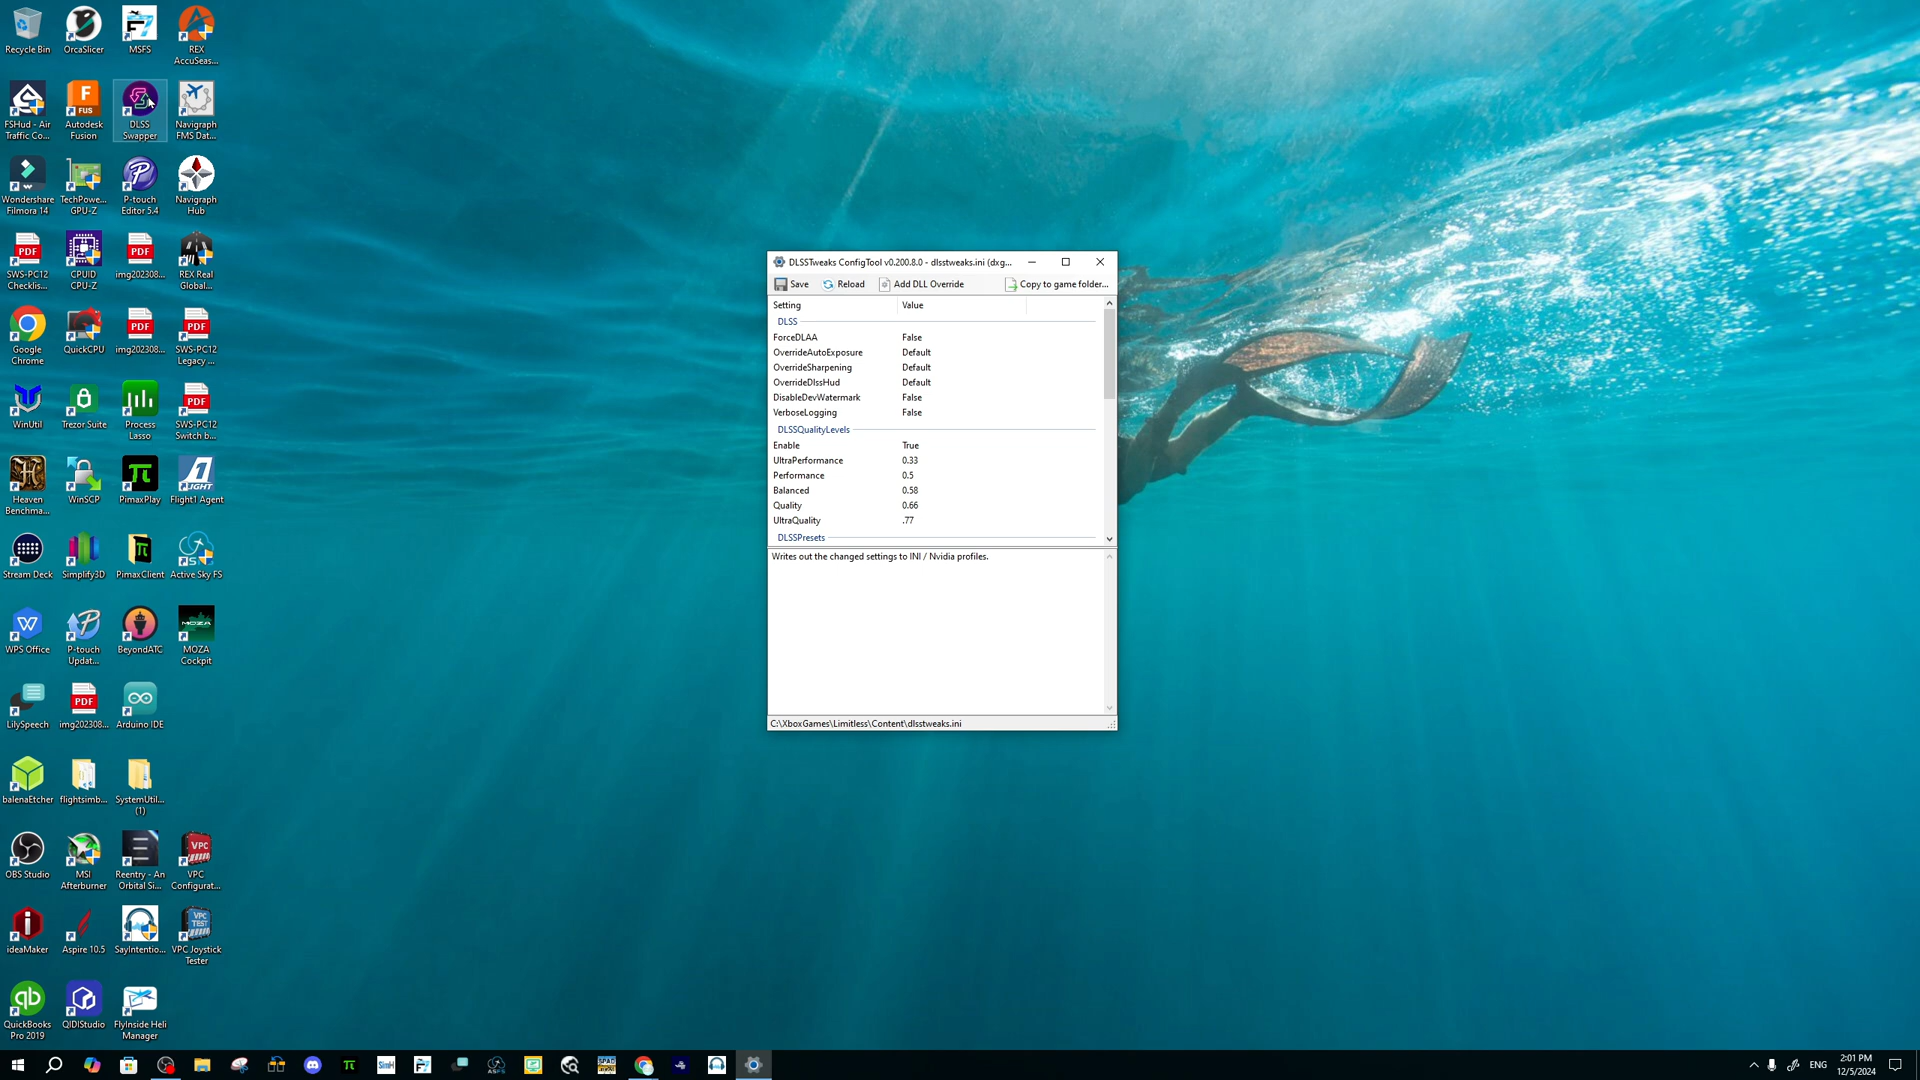 Recycle Bin
OrcaSlicer
MSFS
REX
AccuSeas...
FSHud - Air
Traffic Co...
Autodesk
Fusion
DLSS
Swapper
Navigraph
FMS Dat...
Wondershare
Filmora 14
TechPowe...
GPU-Z
P-touch
Editor 5.4
Navigraph
Hub
SWS-PC12
Checklis...
CPUID
CPU-Z
img202308...
REX Real
Global...
Google
Chrome
QuickCPU
img202308...
SWS-PC12
Legacy ...
WinUtil
Trezor Suite
Process
Lasso
SWS-PC12
Switch b...
Heaven
Benchma...
WinSCP
PimaxPlay
Flight1 Agent
Stream Deck
Simplify3D
PimaxClient
Active Sky FS
WPS Office
P-touch
Updat...
BeyondATC
MOZA
Cockpit
LilySpeech
img202308...
Arduino IDE
balenaEtcher
flightsimb...
SystemUtil...
(1)
OBS Studio
MSI
Afterburner
Reentry - An
Orbital Si...
VPC
Configurat...
ideaMaker
Aspire 10.5
SayIntentio...
VPC Joystick
Tester
QuickBooks
Pro 2019
QIDIStudio
FlyInside Heli
Manager
DLSSTweaks ConfigTool v0.200.8.0 - dlsstweaks.ini (dxg...
Save Reload Add DLL Override Copy to game folder...
Setting Value
DLSS
ForceDLAA False
OverrideAutoExposure Default
OverrideSharpening Default
OverrideDlssHud Default
DisableDevWatermark False
VerboseLogging False
DLSSQualityLevels
Enable True
UltraPerformance 0.33
Performance 0.5
Balanced 0.58
Quality 0.66
UltraQuality .77
DLSSPresets
Writes out the changed settings to INI / Nvidia profiles.
C:\XboxGames\Limitless\Content\dlsstweaks.ini
ENG
2:01 PM
12/5/2024